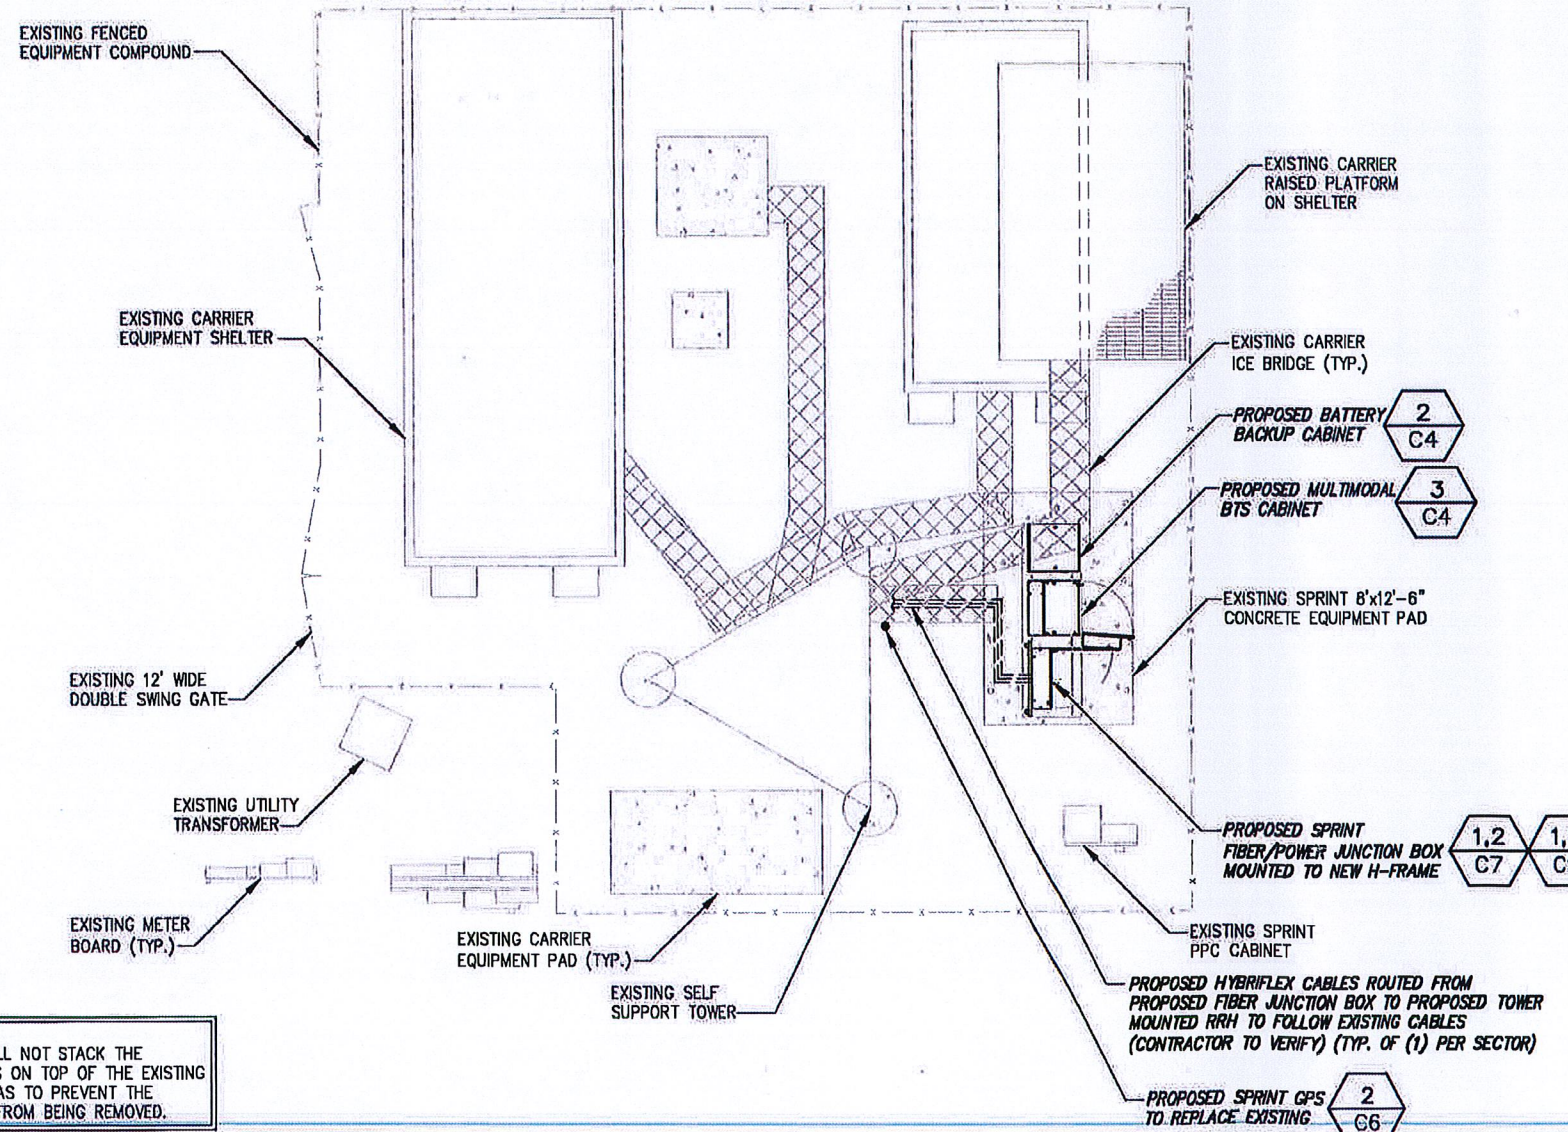 EXISTING FENCED
EQUIPMENT COMPOUND
EXISTING CARRIER
RAISED PLATFORM
ON SHELTER
EXISTING CARRIER
EQUIPMENT SHELTER
EXISTING CARRIER
ICE BRIDGE (TYP.)
PROPOSED BATTERY
BACKUP CABINET
2
C4
PROPOSED MULTIMODAL
BTS CABINET
3
C4
EXISTING SPRINT 8'x12'-6"
CONCRETE EQUIPMENT PAD
EXISTING 12' WIDE
DOUBLE SWING GATE
EXISTING UTILITY
TRANSFORMER
PROPOSED SPRINT
FIBER/POWER JUNCTION BOX
MOUNTED TO NEW H-FRAME
1,2
C7
1,
C
EXISTING METER
BOARD (TYP.)
EXISTING CARRIER
EQUIPMENT PAD (TYP.)
EXISTING SPRINT
PPC CABINET
EXISTING SELF
SUPPORT TOWER
PROPOSED HYBRIFLEX CABLES ROUTED FROM
PROPOSED FIBER JUNCTION BOX TO PROPOSED TOWER
MOUNTED RRH TO FOLLOW EXISTING CABLES
(CONTRACTOR TO VERIFY) (TYP. OF (1) PER SECTOR)
LL NOT STACK THE
S ON TOP OF THE EXISTING
AS TO PREVENT THE
FROM BEING REMOVED.
PROPOSED SPRINT GPS
TO REPLACE EXISTING
2
C6